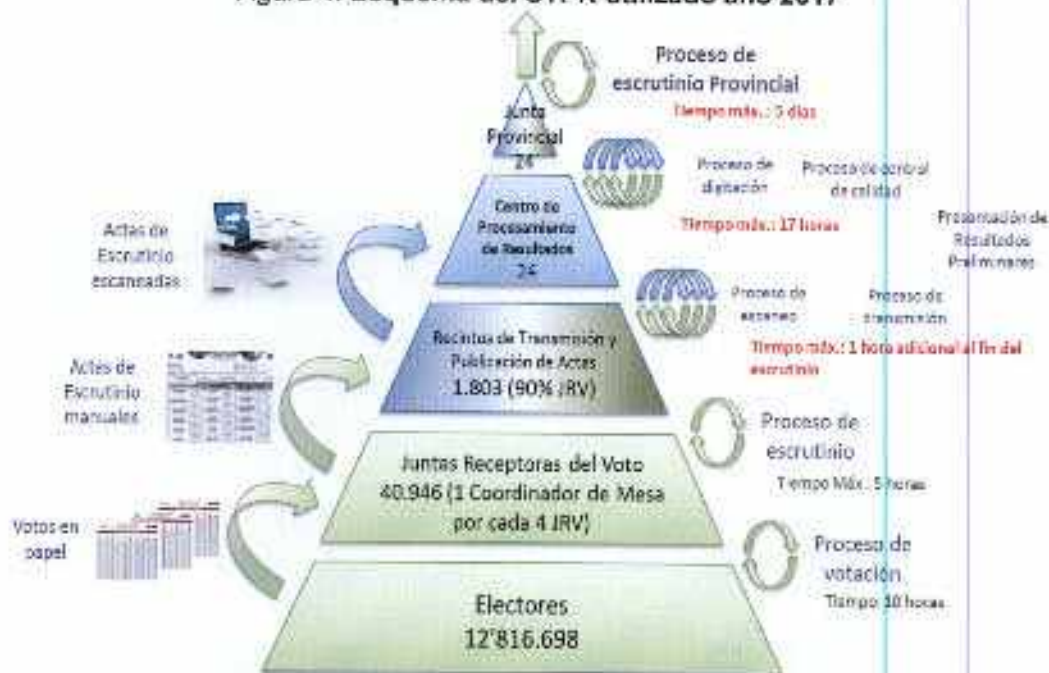 Esquema del
utilizado año 2017
Proceso de
escrutinio Provincial
Tiempo máx.: 5 días
Junta
Provincial
24
Proceso de
digitación
Proceso de control
de calidad
Tiempo máx.: 17 horas
Presentación de
Resultados
Preliminares
Centro de
Procesamiento
de Resultados
24
Actas de
Escrutinio
escaneadas
Proceso de
escaneo
Proceso de
transmisión
Tiempo máx.: 1 hora adicional al fin del
escrutinio
Recintos de Transmisión y
Publicación de Actas
1.803 (90% JRV)
Actas de
Escrutinio
manuales
Proceso de
escrutinio
Tiempo Máx.: 5 horas
Juntas Receptoras del Voto
40.946 (1 Coordinador de Mesa
por cada 4 JRV)
Votos en
papel
Proceso de
votación
Tiempo: 10 horas
Electores
12'816.698